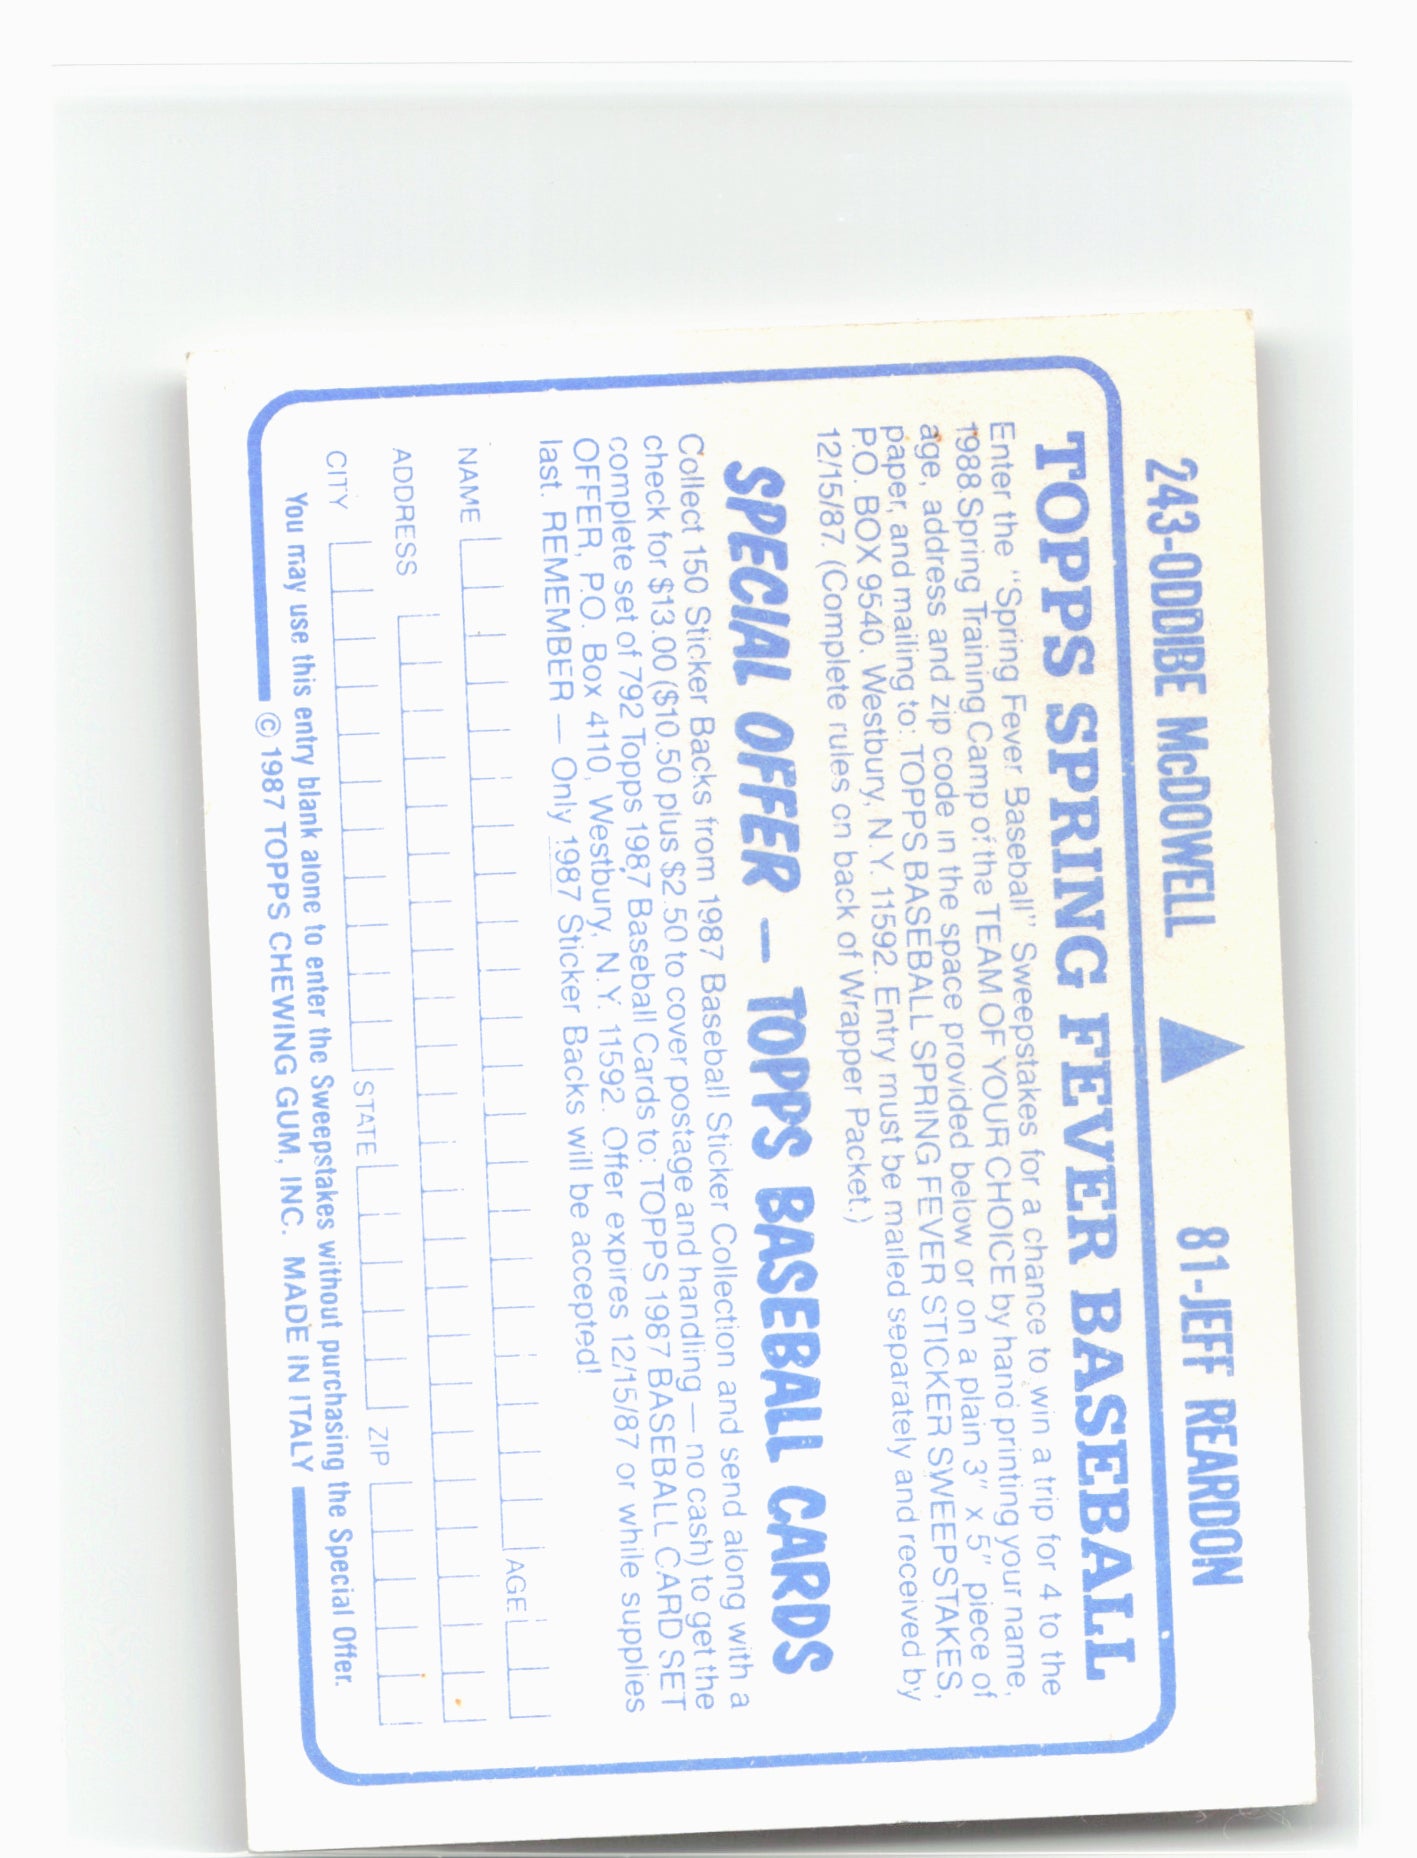 243-ODDIBE McDOWELL 81-JEFF REARDON
TOPPS SPRING FEVER BASEBALL
Enter the "Spring Fever Baseball" Sweepstakes for a chance to win a trip for 4 to the
1988 Spring Training Camp of the TEAM OF YOUR CHOICE by hand printing your name,
age, address and zip code in the space provided below or on a plain 3" x 5" piece of
paper, and mailing to: TOPPS BASEBALL SPRING FEVER STICKER SWEEPSTAKES,
P.O. BOX 9540, Westbury, N.Y. 11592. Entry must be mailed separately and received by
12/15/87. (Complete rules on back of Wrapper Packet.)
SPECIAL OFFER — TOPPS BASEBALL CARDS
Collect 150 Sticker Backs from 1987 Baseball Sticker Collection and send along with a
check for $13.00 ($10.50 plus $2.50 to cover postage and handling — no cash) to get the
complete set of 792 Topps 1987 Baseball Cards to: TOPPS 1987 BASEBALL CARD SET
OFFER, P.O. Box 4110, Westbury, N.Y. 11592. Offer expires 12/15/87 or while supplies
last. REMEMBER — Only 1987 Sticker Backs will be accepted!
NAME AGE
ADDRESS
CITY STATE ZIP
You may use this entry blank alone to enter the Sweepstakes without purchasing the Special Offer.
© 1987 TOPPS CHEWING GUM, INC. MADE IN ITALY